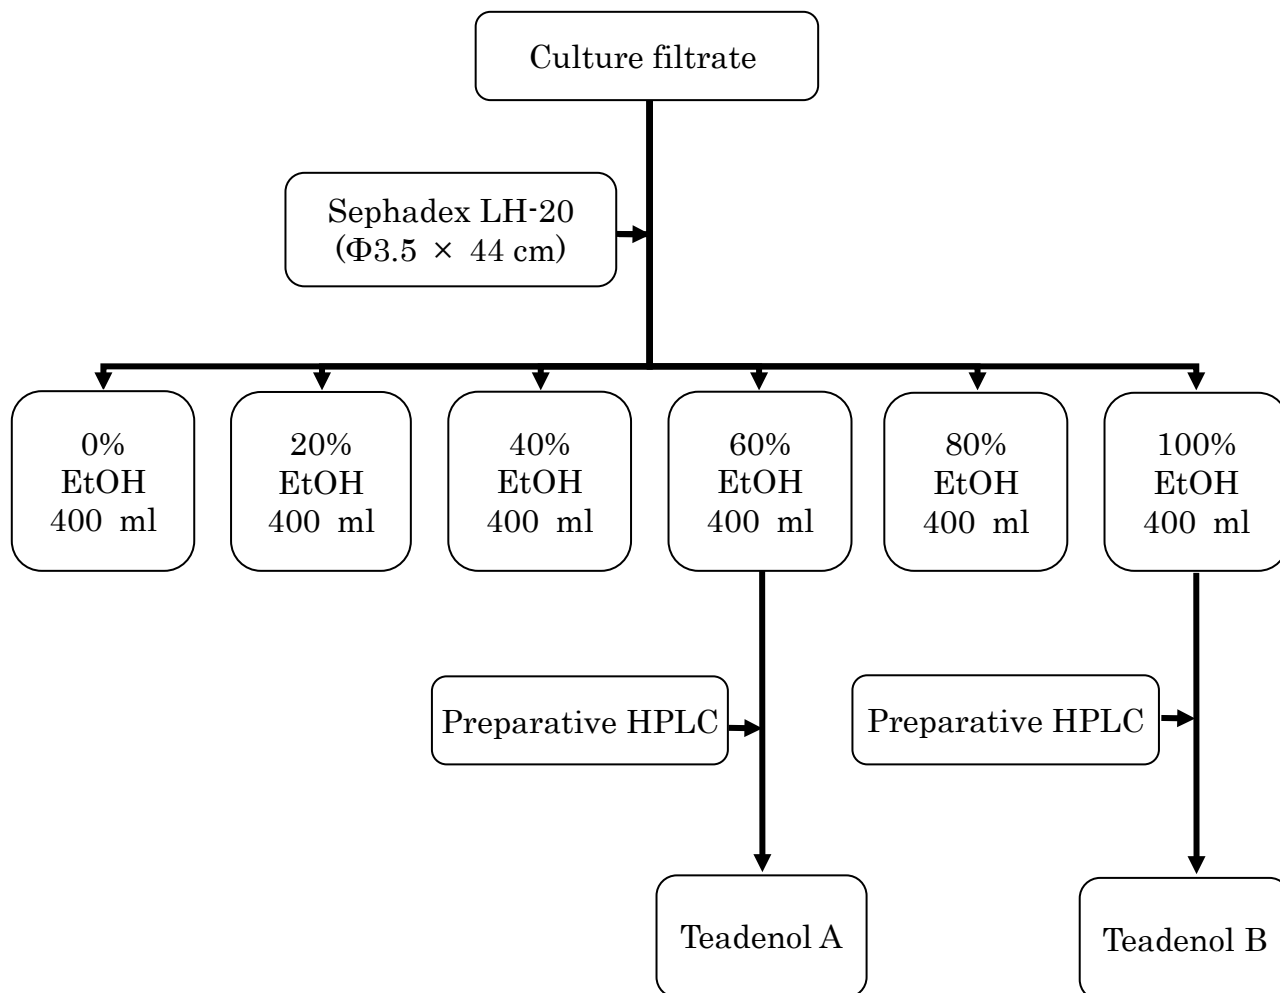 Culture filtrate
Sephadex LH-20
(Φ3.5 × 44 cm)
0%
EtOH
400 ml
20%
EtOH
400 ml
40%
EtOH
400 ml
60%
EtOH
400 ml
80%
EtOH
400 ml
100%
EtOH
400 ml
Preparative HPLC
Preparative HPLC
Teadenol A
Teadenol B